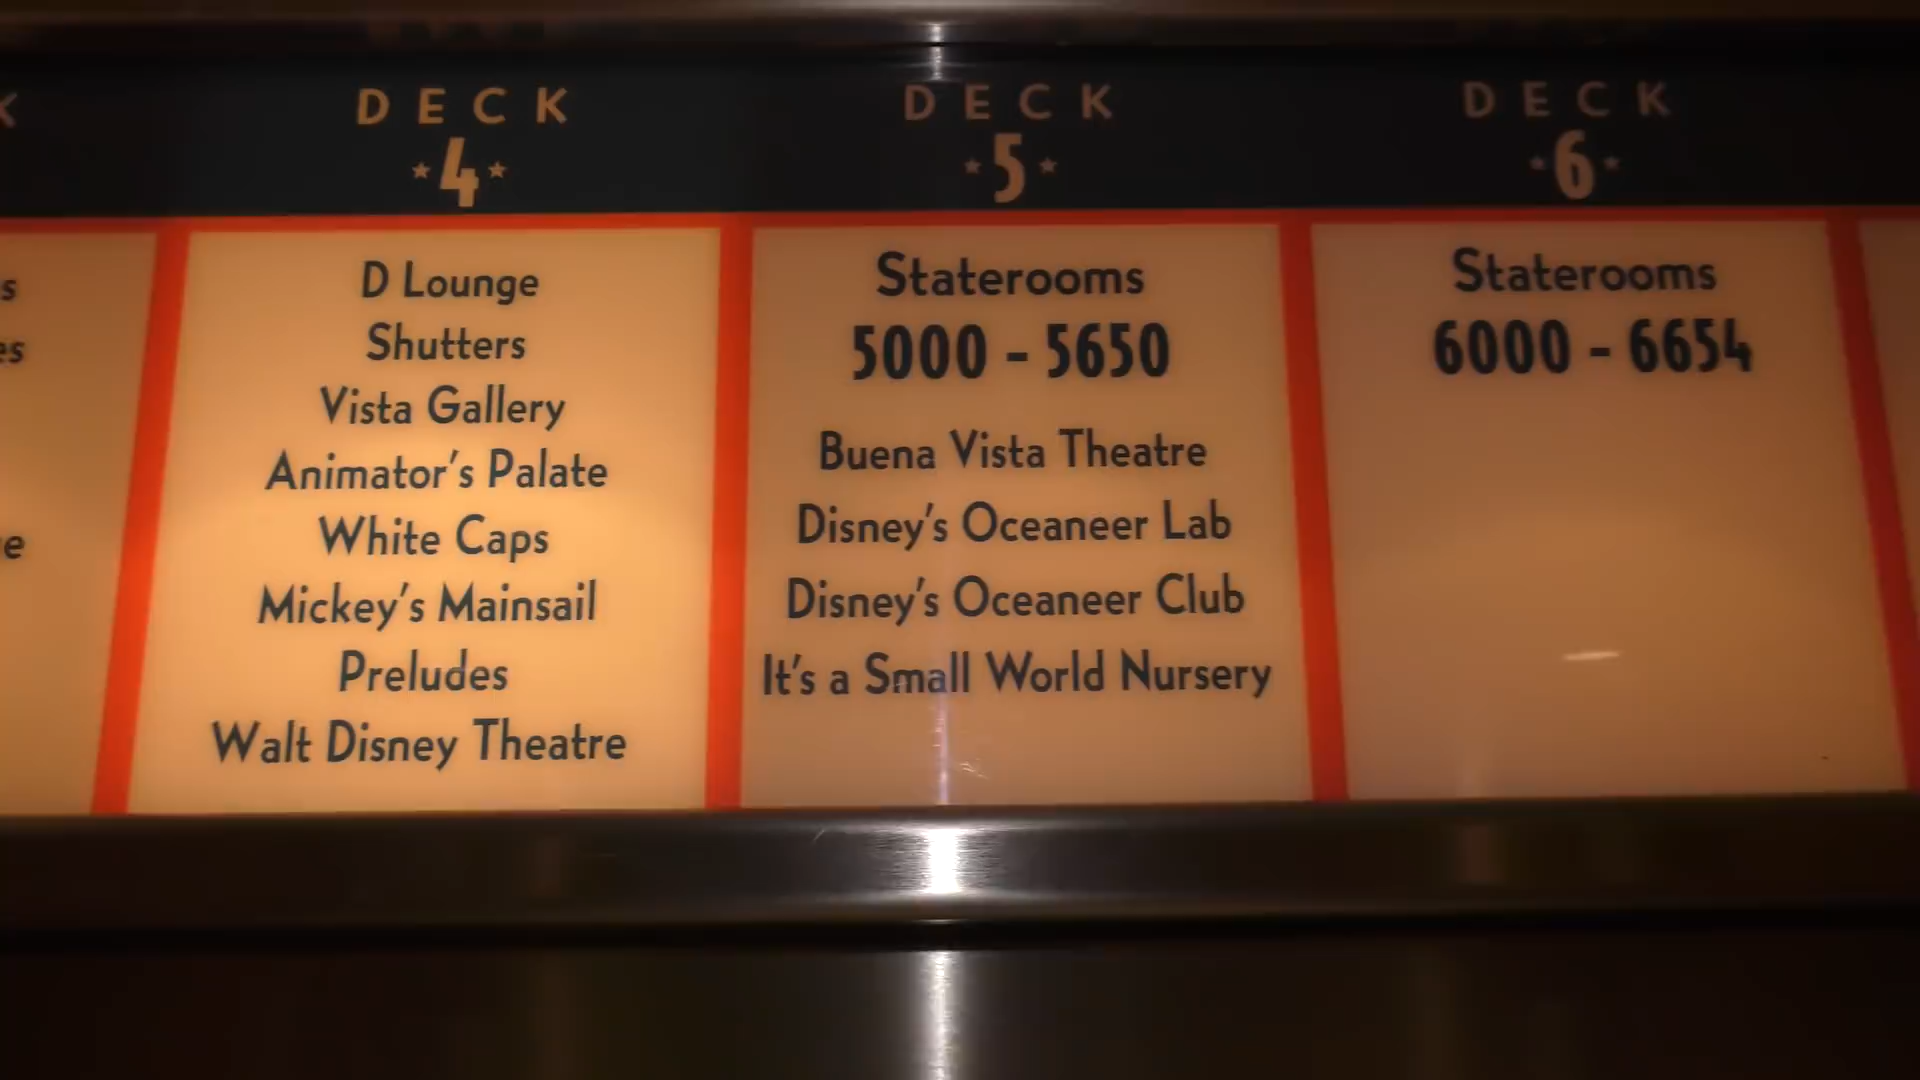 DECK
4
D Lounge
Shutters
Vista Gallery
Animator's Palate
White Caps
Mickey's Mainsail
Preludes
Walt Disney Theatre
DECK
5
Staterooms
5000 - 5650
Buena Vista Theatre
Disney's Oceaneer Lab
Disney's Oceaneer Club
It's a Small World Nursery
DECK
6
Staterooms
6000 - 6654